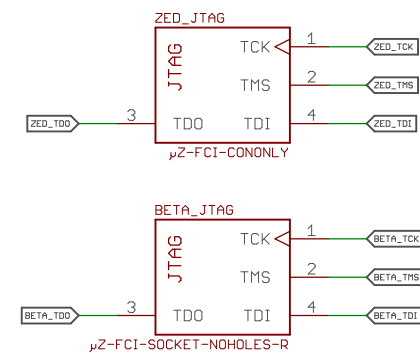 ZED_JTAG
JTAG
TCK 1 ZED_TCK
TMS 2 ZED_TMS
ZED_TDO 3 TDO TDI 4 ZED_TDI
µZ-FCI-CONONLY
BETA_JTAG
JTAG
TCK 1 BETA_TCK
TMS 2 BETA_TMS
BETA_TDO 3 TDO TDI 4 BETA_TDI
µZ-FCI-SOCKET-NOHOLES-R